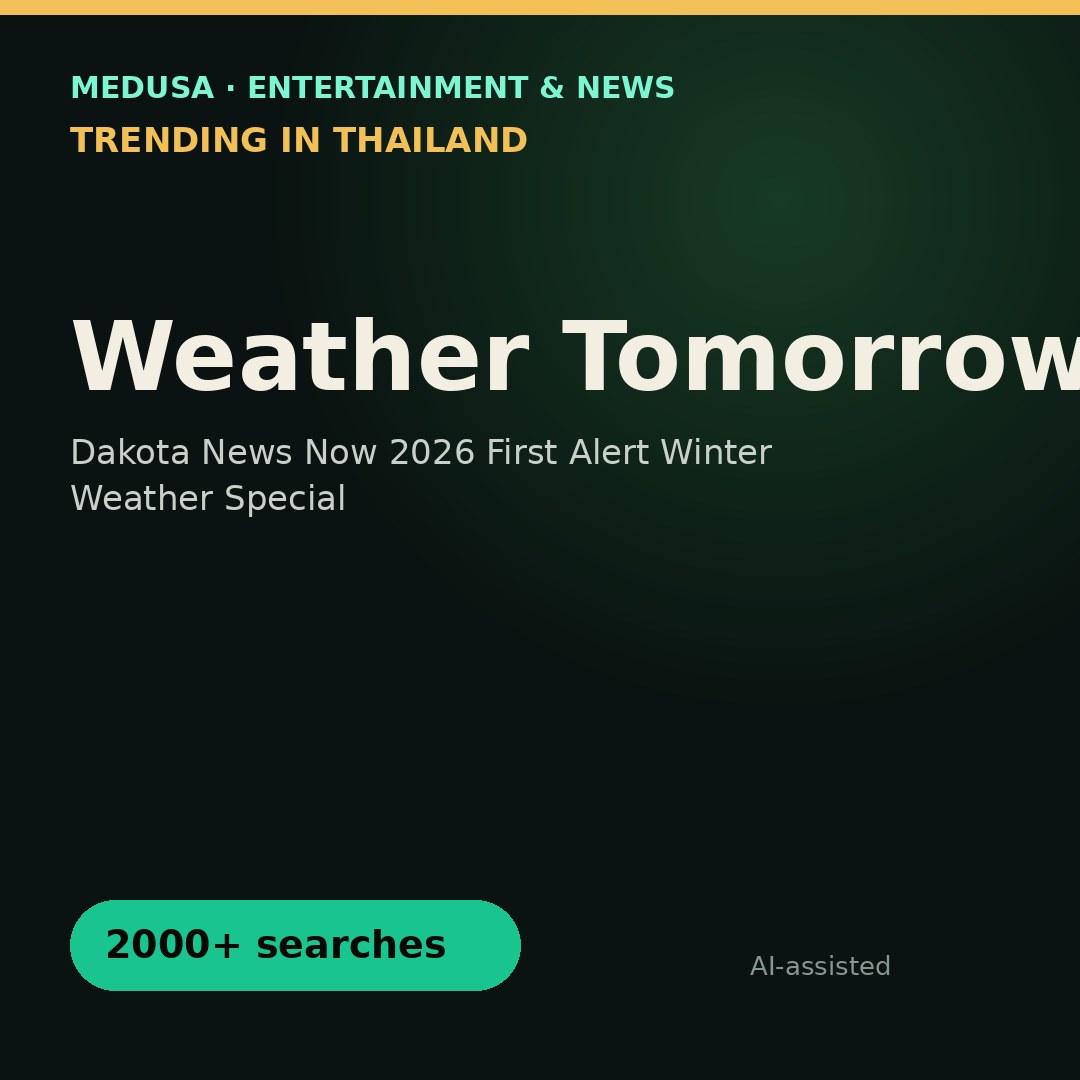 MEDUSA · ENTERTAINMENT & NEWS
TRENDING IN THAILAND
Weather Tomorrow
Dakota News Now 2026 First Alert Winter
Weather Special
2000+ searches
AI-assisted